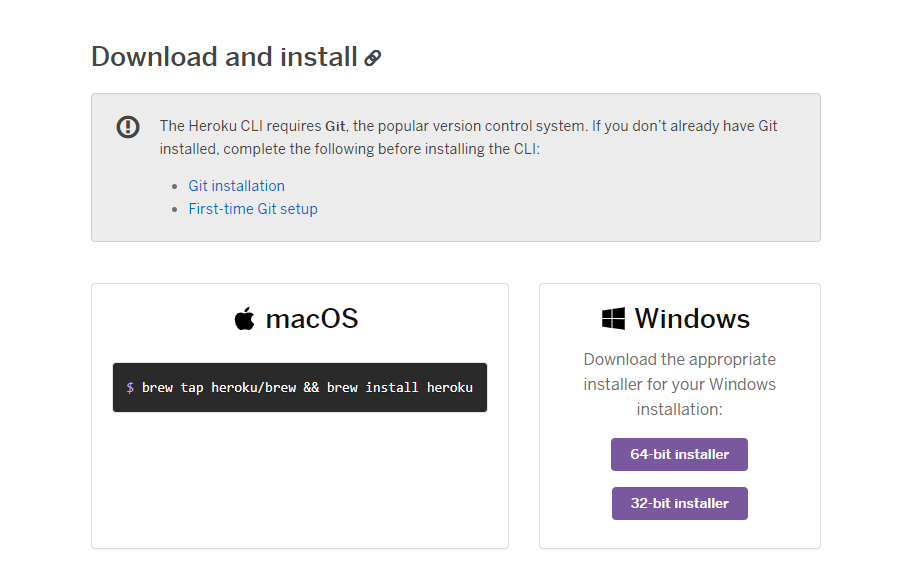 Download and install
The Heroku CLI requires Git, the popular version control system. If you don’t already have Git
installed, complete the following before installing the CLI:
Git installation
First-time Git setup
macOS
$ brew tap heroku/brew && brew install heroku
Windows
Download the appropriate
installer for your Windows
installation:
64-bit installer
32-bit installer